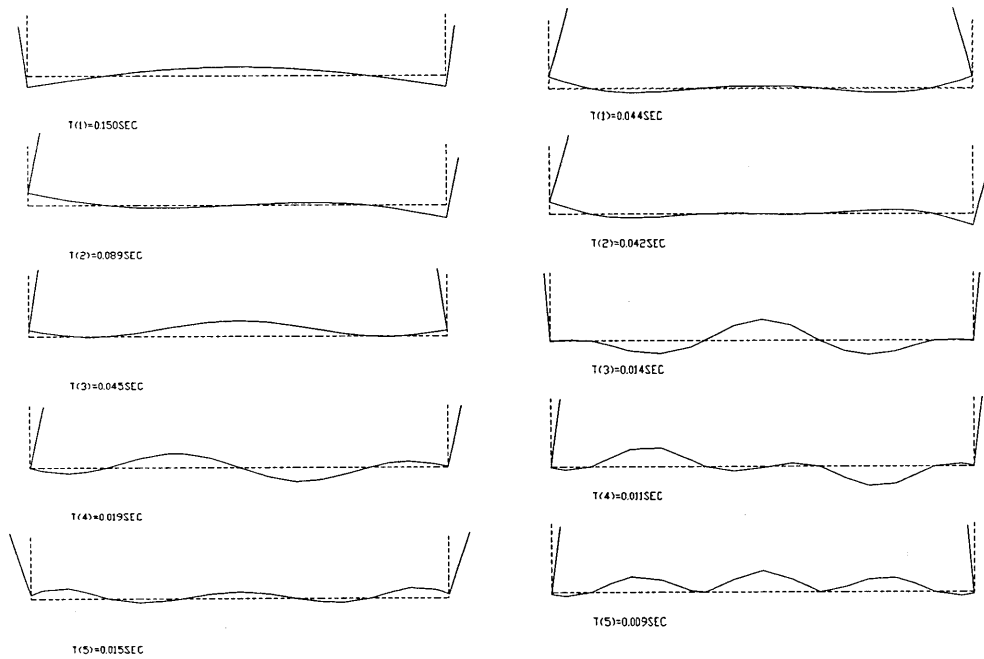 T(1)=0.150SEC
T(2)=0.089SEC
T(3)=0.045SEC
T(4)=0.019SEC
T(5)=0.015SEC
T(1)=0.044SEC
T(2)=0.042SEC
T(3)=0.014SEC
T(4)=0.011SEC
T(5)=0.009SEC